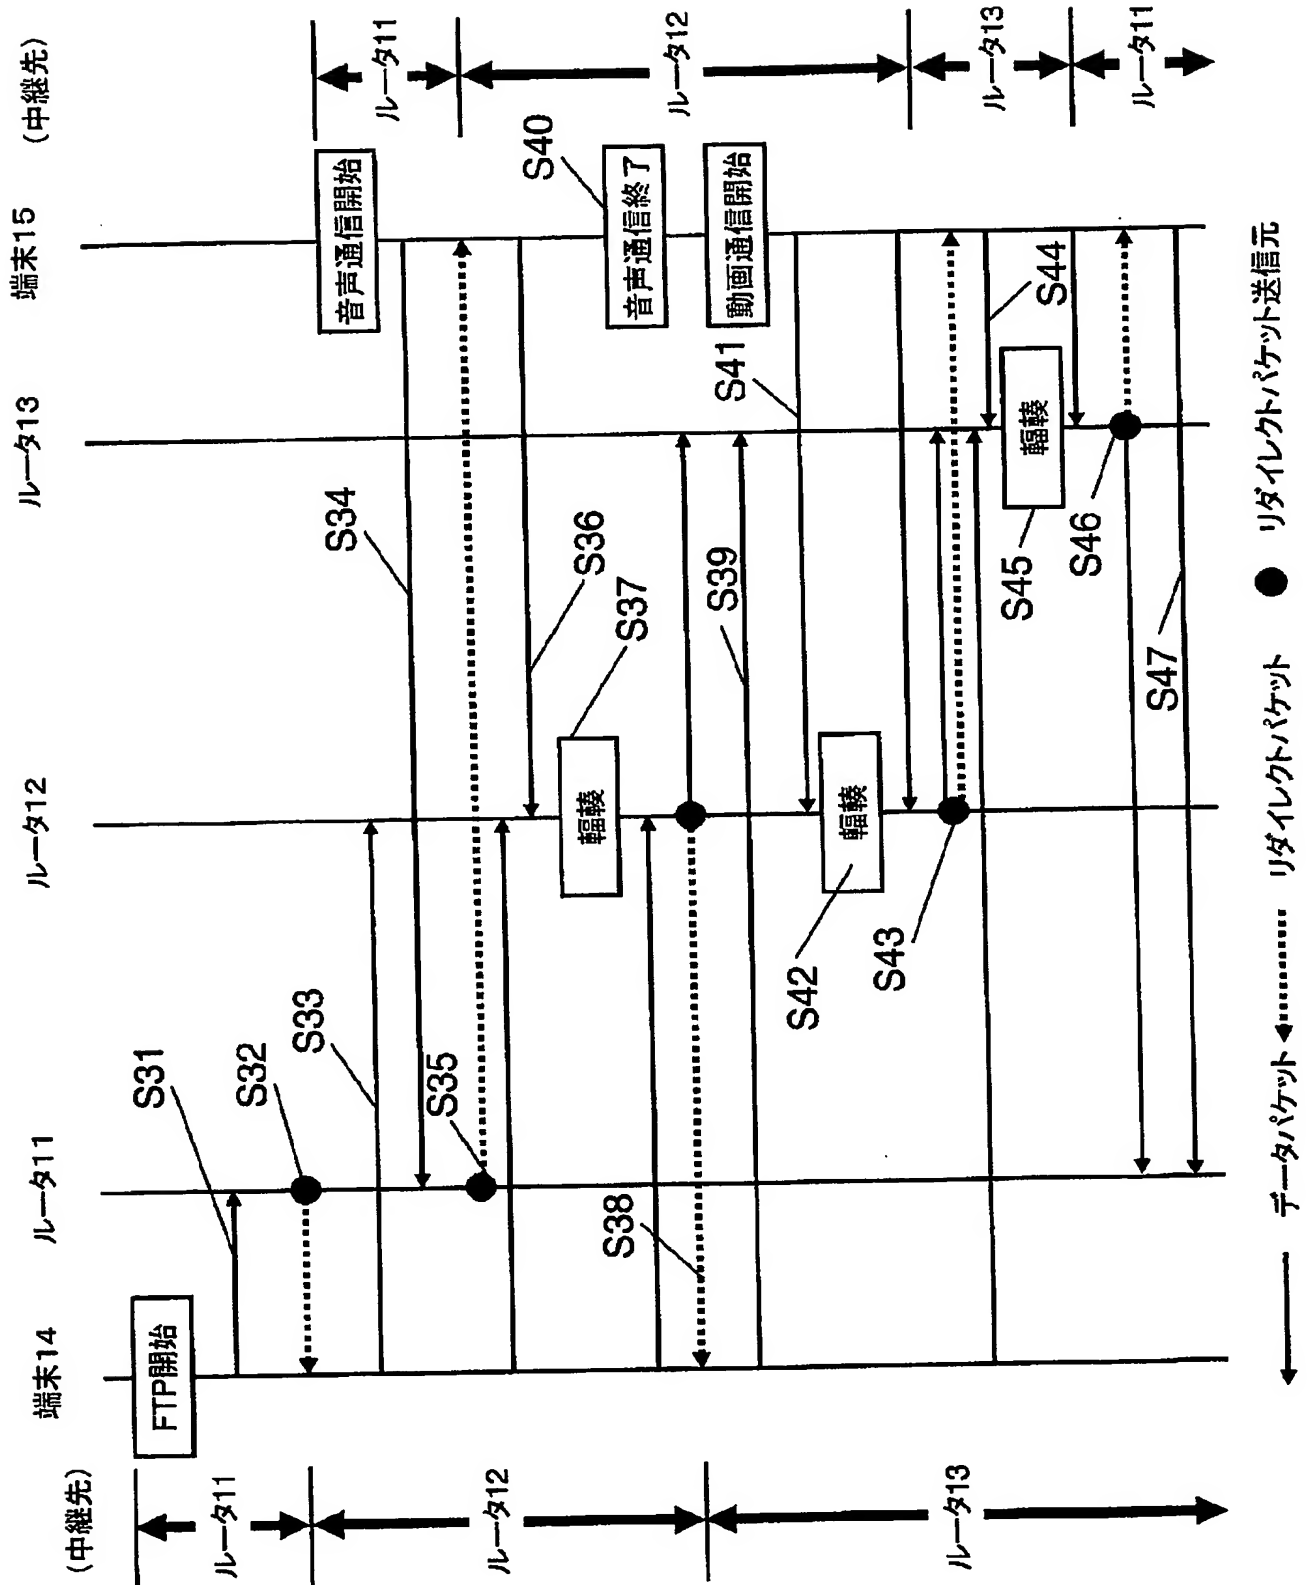 (中継先)
端末14
ルータ11
ルータ12
ルータ13
端末15
(中継先)
FTP開始
ルータ11
S31
S32
S33
音声通信開始
ルータ11
S34
S35
ルータ12
S36
S37
輻輳
S38
S39
S40
音声通信終了
ルータ12
動画通信開始
S41
S42
輻輳
S43
ルータ13
S44
S45
輻輳
ルータ13
S46
ルータ11
S47
データパケット
リダイレクトパケット
リダイレクトパケット送信元